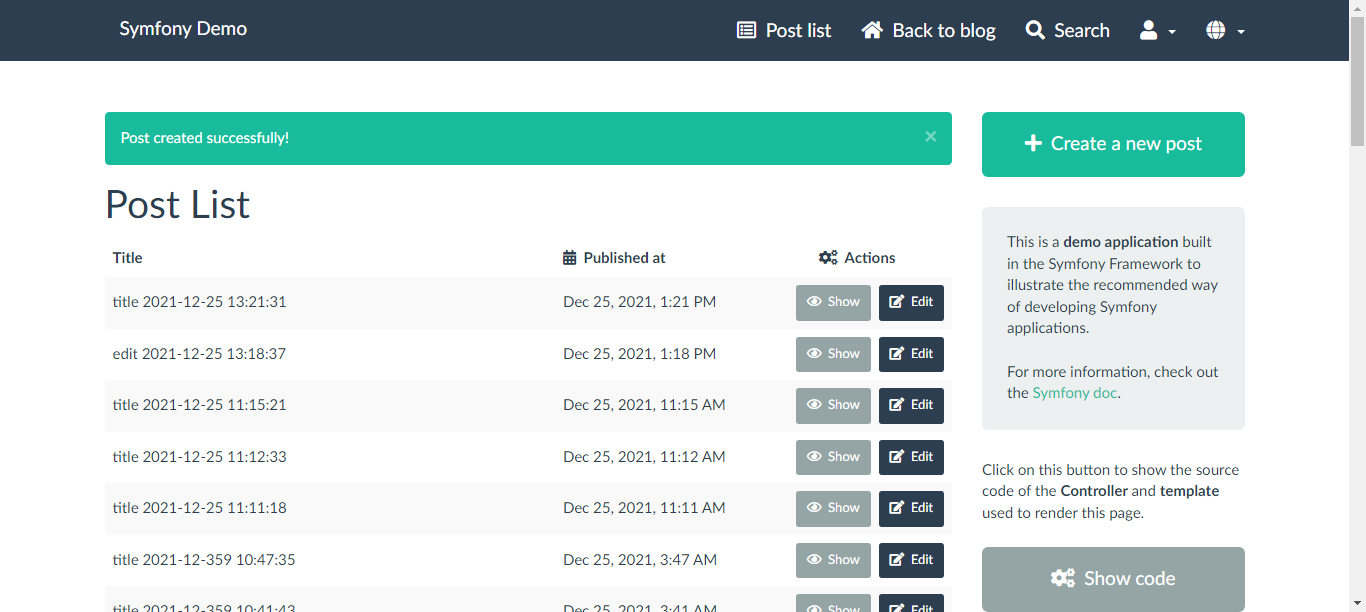 Symfony Demo
Post list
Back to blog
Search
Post created successfully!
×
Create a new post
Post List
Title Published at Actions
title 2021-12-25 13:21:31 Dec 25, 2021, 1:21 PM Show Edit
edit 2021-12-25 13:18:37 Dec 25, 2021, 1:18 PM Show Edit
title 2021-12-25 11:15:21 Dec 25, 2021, 11:15 AM Show Edit
title 2021-12-25 11:12:33 Dec 25, 2021, 11:12 AM Show Edit
title 2021-12-25 11:11:18 Dec 25, 2021, 11:11 AM Show Edit
title 2021-12-359 10:47:35 Dec 25, 2021, 3:47 AM Show Edit
title 2021-12-359 10:41:43 Dec 25, 2021, 3:41 AM Show Edit
This is a demo application built
in the Symfony Framework to
illustrate the recommended way
of developing Symfony
applications.
For more information, check out
the Symfony doc.
Click on this button to show the source
code of the Controller and template
used to render this page.
Show code